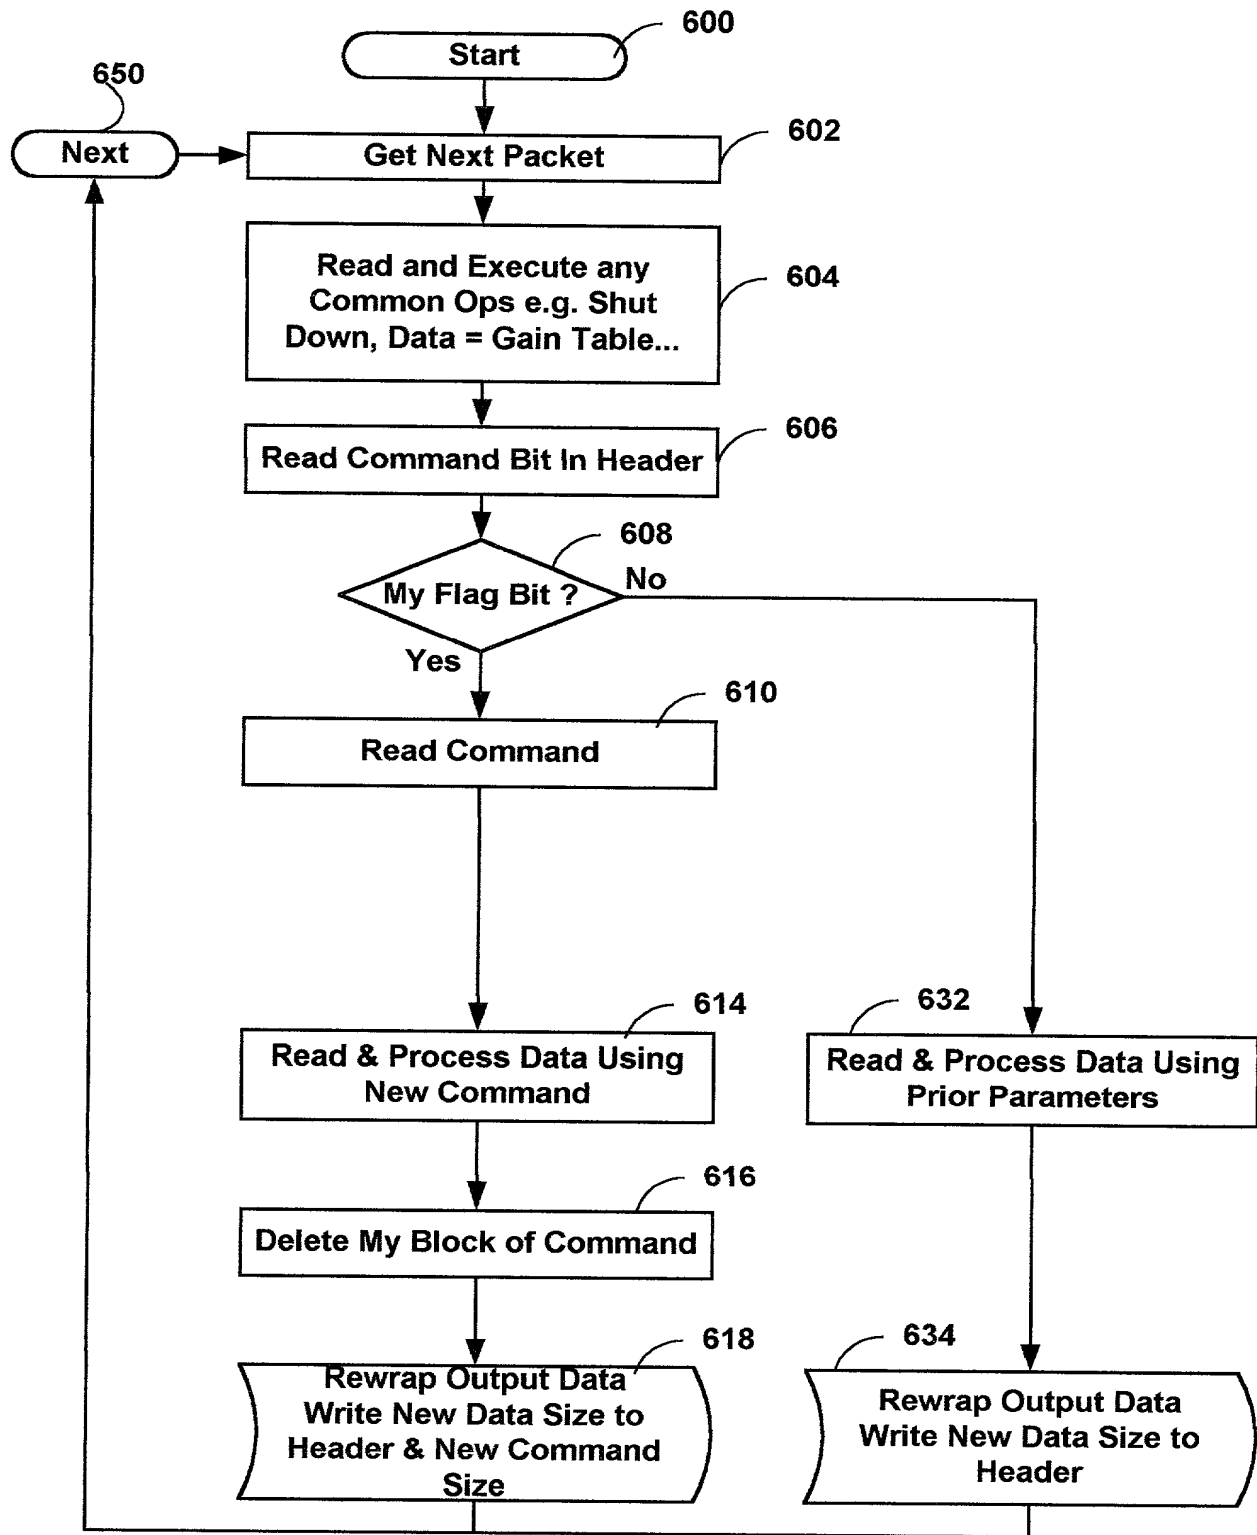 600
Start
650
Next
602
Get Next Packet
604
Read and Execute any
Common Ops e.g. Shut
Down, Data = Gain Table...
606
Read Command Bit In Header
608
My Flag Bit ?
No
Yes
610
Read Command
614
Read & Process Data Using
New Command
632
Read & Process Data Using
Prior Parameters
616
Delete My Block of Command
618
Rewrap Output Data
Write New Data Size to
Header & New Command
Size
634
Rewrap Output Data
Write New Data Size to
Header